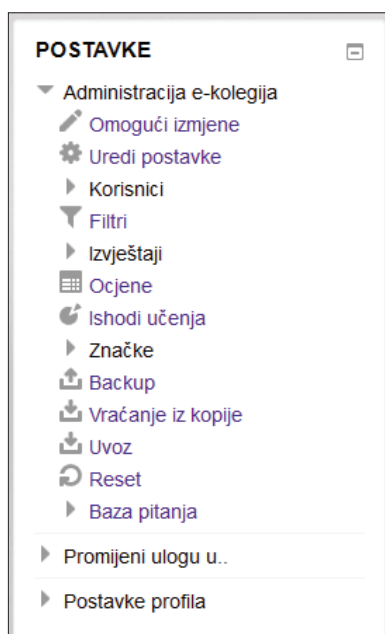 POSTAVKE
Administracija e-kolegija
Omogući izmjene
Uredi postavke
Korisnici
Filtri
Izvještaji
Ocjene
Ishodi učenja
Značke
Backup
Vraćanje iz kopije
Uvoz
Reset
Baza pitanja
Promijeni ulogu u..
Postavke profila